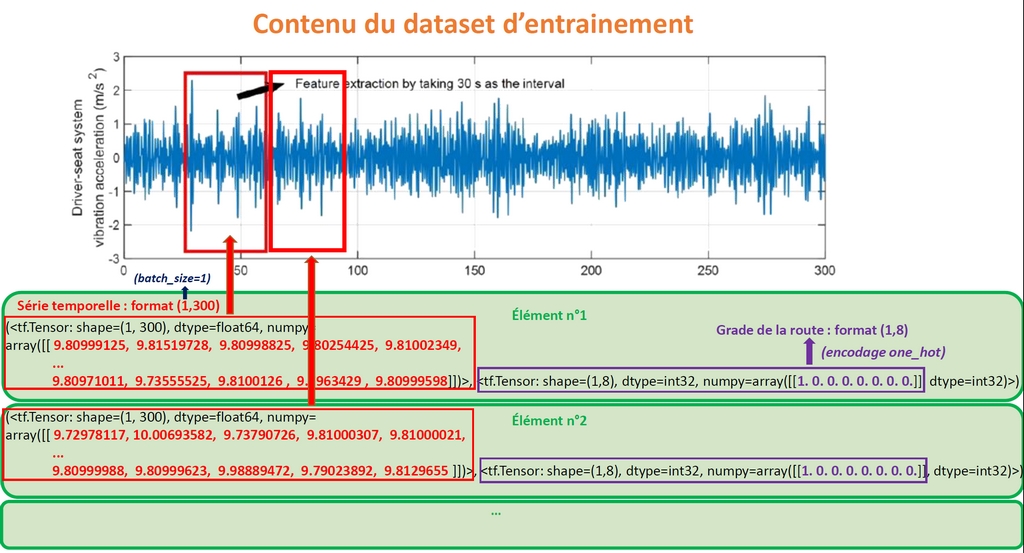 Contenu du dataset d’entrainement
3
2
1
0
-1
-2
-3
Driver-seat system
vibration acceleration (m/s 2)
Feature extraction by taking 30 s as the interval
0
50
100
150
200
250
300
(batch_size=1)
Série temporelle : format (1,300)
Élément n°1
(<tf.Tensor: shape=(1, 300), dtype=float64, numpy
array([[ 9.80999125, 9.81519728, 9.80998825, 9.80254425, 9.81002349,
...
9.80971011, 9.73555525, 9.8100126 , 9. 963429 , 9.80999598]])>, <tf.Tensor: shape=(1,8), dtype=int32, numpy=array([[1. 0. 0. 0. 0. 0. 0. 0.]] dtype=int32)>)
Grade de la route : format (1,8)
(encodage one_hot)
(<tf.Tensor: shape=(1, 300), dtype=float64, numpy=
Élément n°2
array([[ 9.72978117, 10.00693582, 9.73790726, 9.81000307, 9.81000021,
...
9.80999988, 9.80999623, 9.98889472, 9.79023892, 9.8129655 ]])>, <tf.Tensor: shape=(1,8), dtype=int32, numpy=array([[1. 0. 0. 0. 0. 0. 0. 0.]], dtype=int32)>)
...